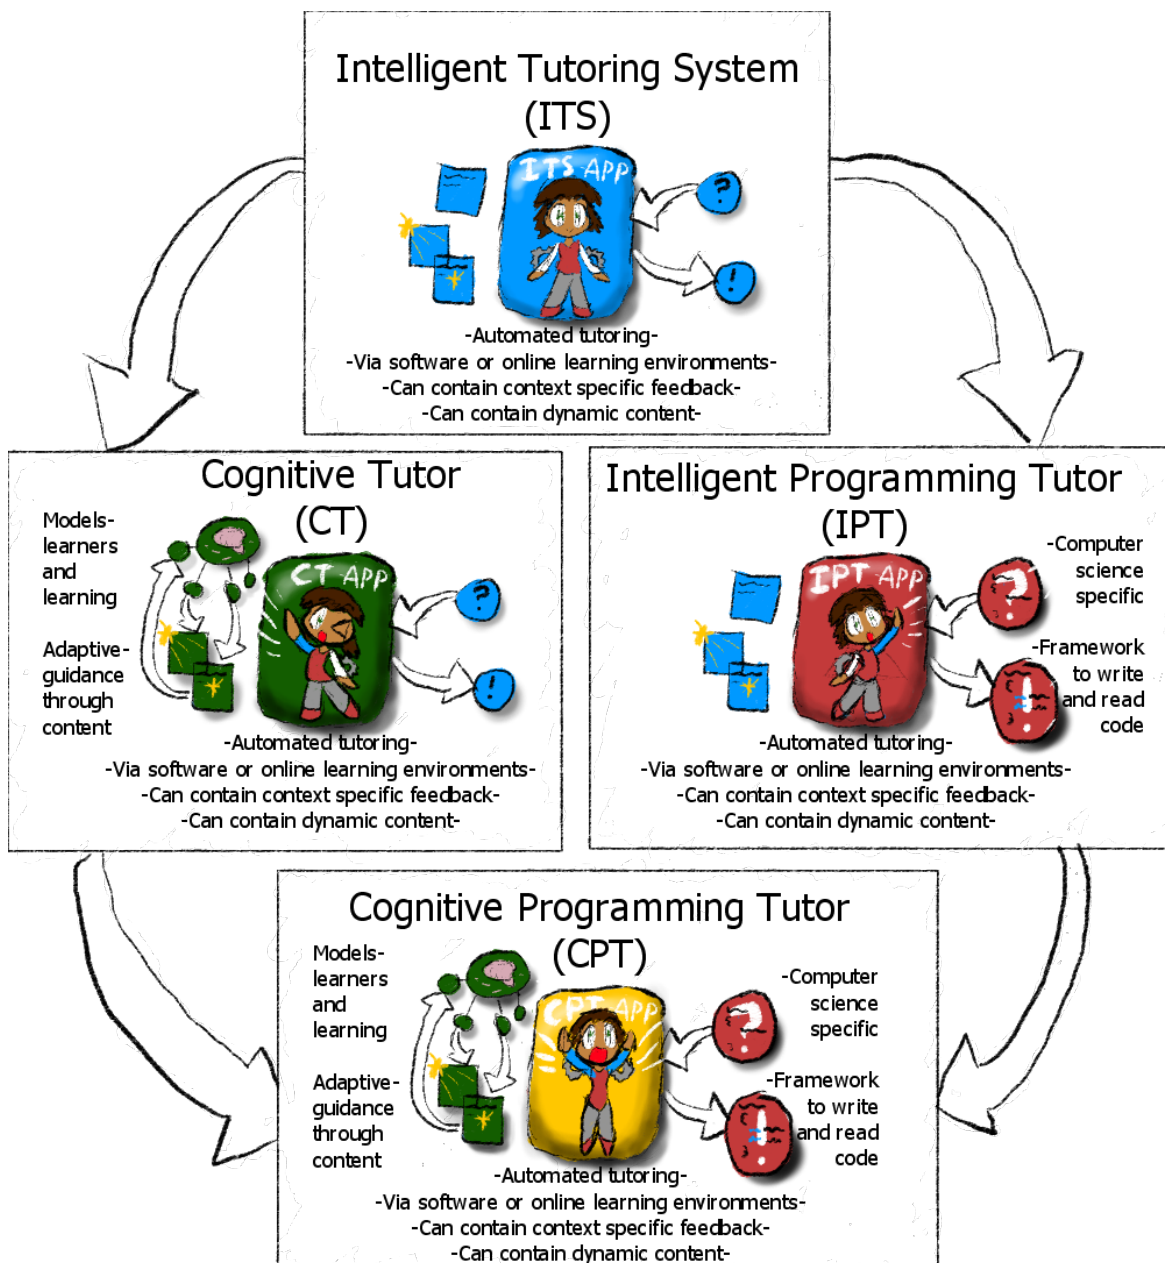 Intelligent Tutoring System
(ITS)
ITS APP
?
!
-Automated tutoring-
-Via software or online learning environments-
-Can contain context specific feedback-
-Can contain dynamic content-
Cognitive Tutor
(CT)
Models-
learners
and
learning
Adaptive-
guidance
through
content
CT APP
?
!
-Automated tutoring-
-Via software or online learning environments-
-Can contain context specific feedback-
-Can contain dynamic content-
Intelligent Programming Tutor
(IPT)
IPT APP
?
!
-Computer
science
specific
-Framework
to write
and read
code
-Automated tutoring-
-Via software or online learning environments-
-Can contain context specific feedback-
-Can contain dynamic content-
Cognitive Programming Tutor
(CPT)
Models-
learners
and
learning
Adaptive-
guidance
through
content
CPT APP
?
!
-Computer
science
specific
-Framework
to write
and read
code
-Automated tutoring-
-Via software or online learning environments-
-Can contain context specific feedback-
-Can contain dynamic content-